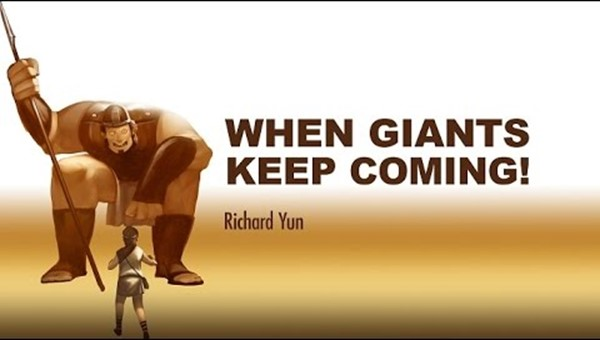 WHEN GIANTS
KEEP COMING!
Richard Yun